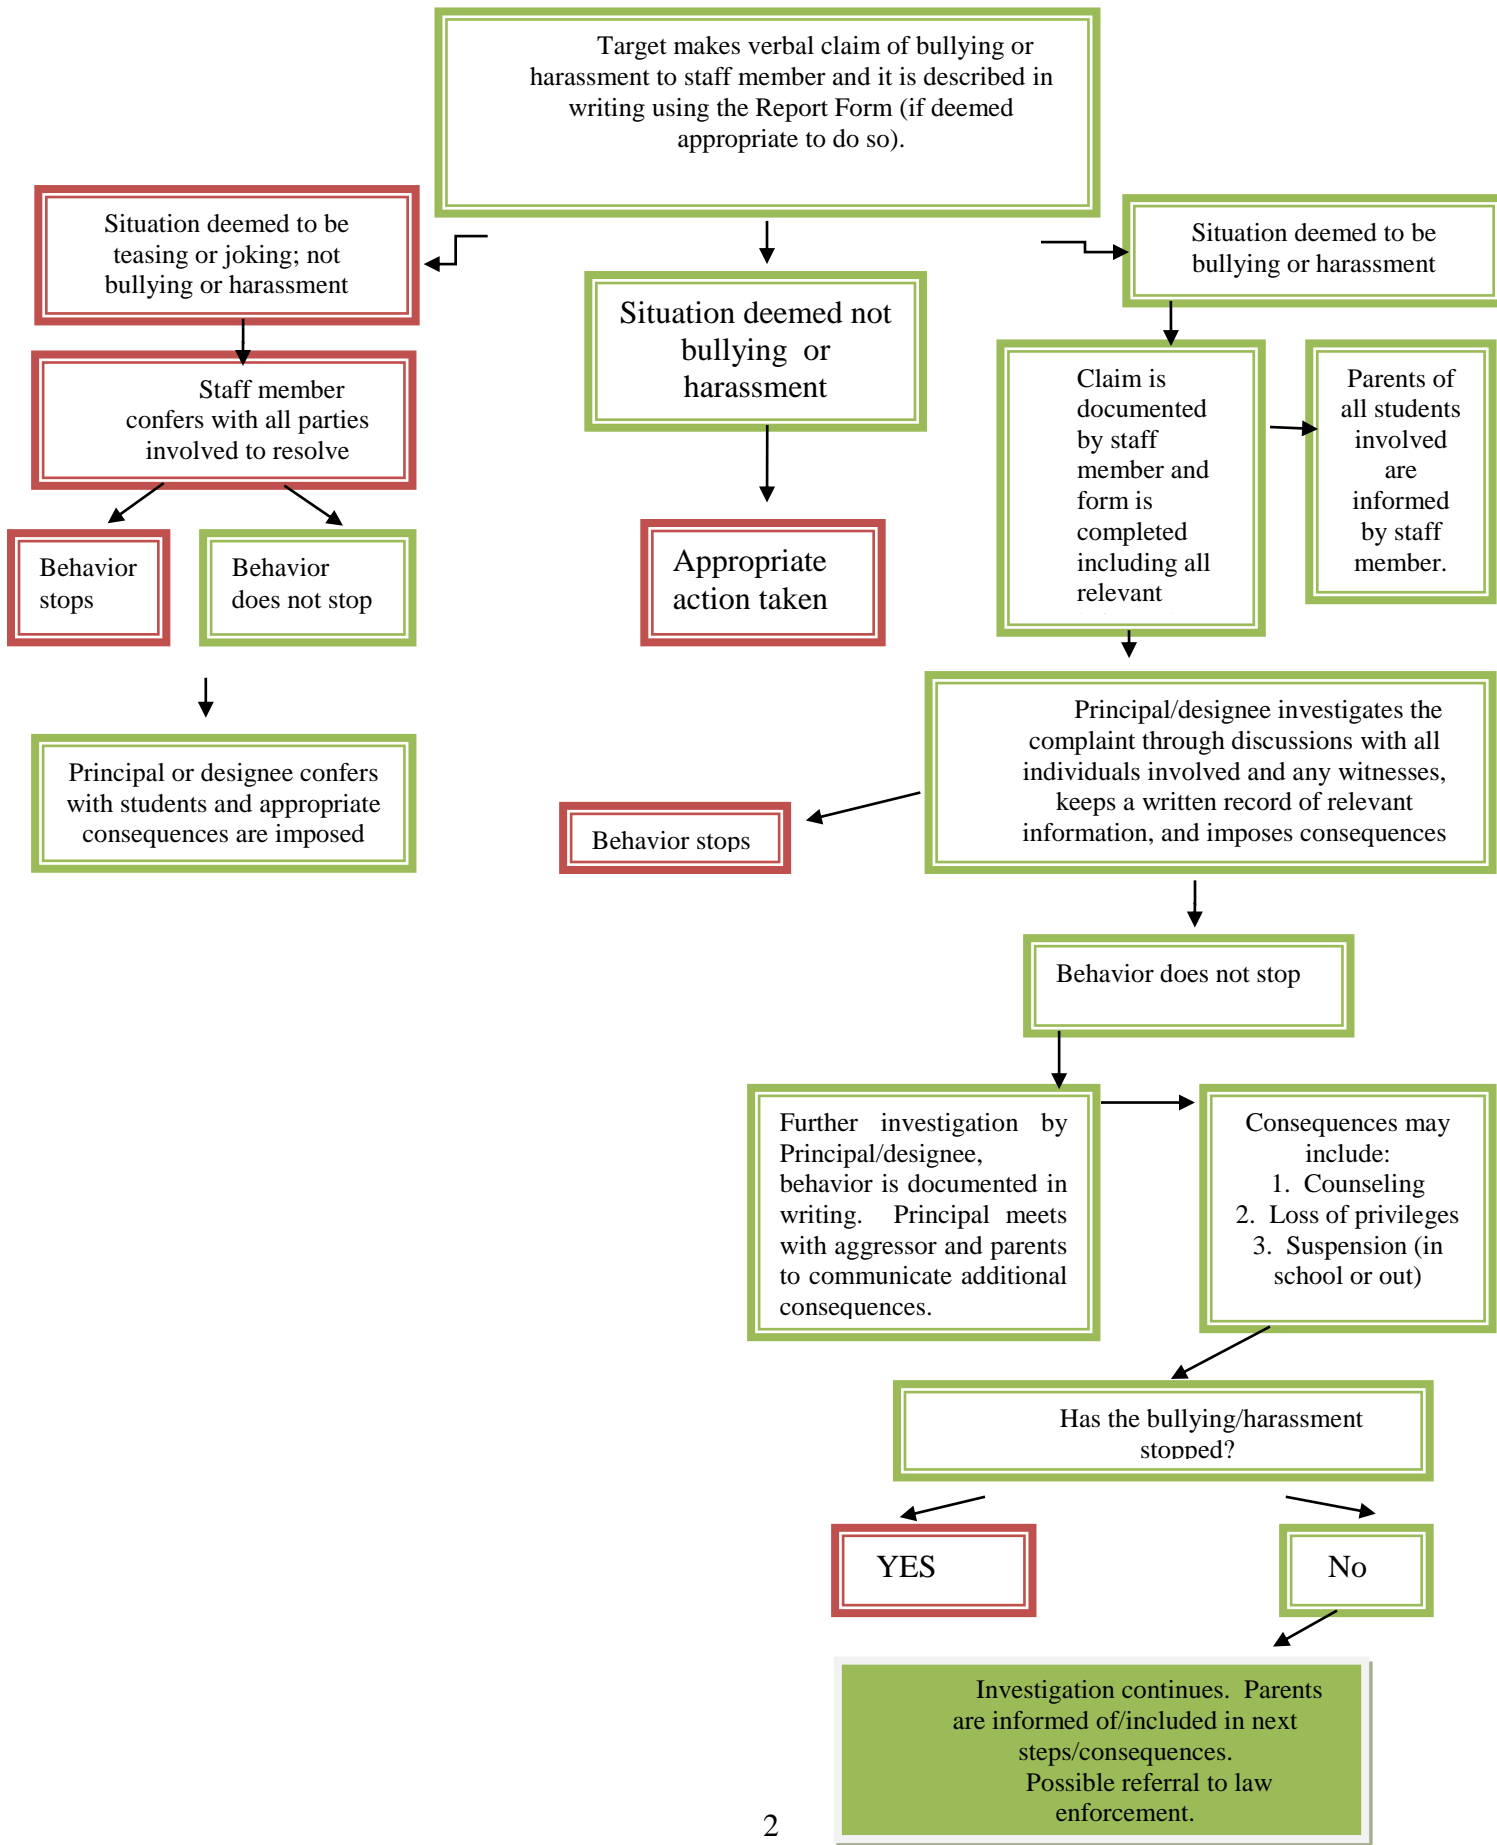 Target makes verbal claim of bullying or
harassment to staff member and it is described in
writing using the Report Form (if deemed
appropriate to do so).
Situation deemed to be
teasing or joking; not
bullying or harassment
Situation deemed not
bullying or
harassment
Situation deemed to be
bullying or harassment
Staff member
confers with all parties
involved to resolve
Claim is
documented
by staff
member and
form is
completed
including all
relevant
Parents of
all students
involved
are
informed
by staff
member.
Behavior
stops
Behavior
does not stop
Appropriate
action taken
Principal or designee confers
with students and appropriate
consequences are imposed
Principal/designee investigates the
complaint through discussions with all
individuals involved and any witnesses,
keeps a written record of relevant
information, and imposes consequences
Behavior stops
Behavior does not stop
Further investigation by
Principal/designee,
behavior is documented in
writing. Principal meets
with aggressor and parents
to communicate additional
consequences.
Consequences may
include:
1. Counseling
2. Loss of privileges
3. Suspension (in
school or out)
Has the bullying/harassment
stopped?
YES
No
Investigation continues. Parents
are informed of/included in next
steps/consequences.
Possible referral to law
enforcement.
2